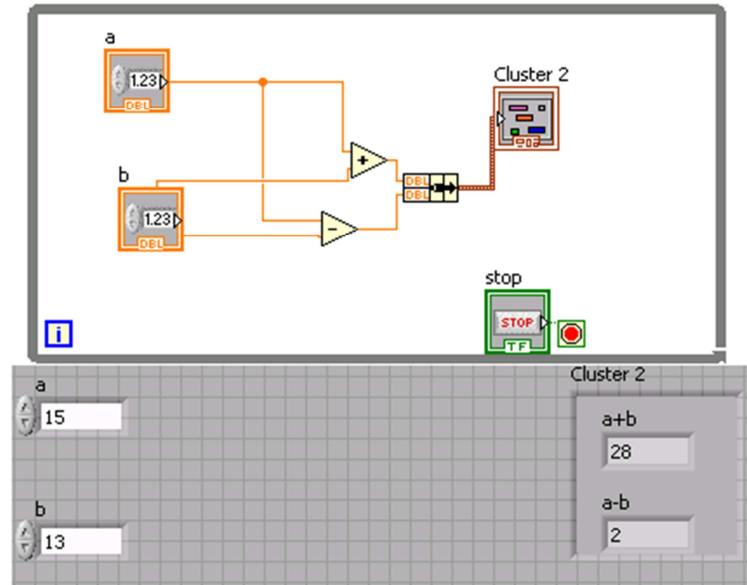 a
1.23
DBL
Cluster 2
+
DBL
DBL
b
1.23
DBL
-
stop
STOP
TF
i
a
15
Cluster 2
a+b
28
b
13
a-b
2